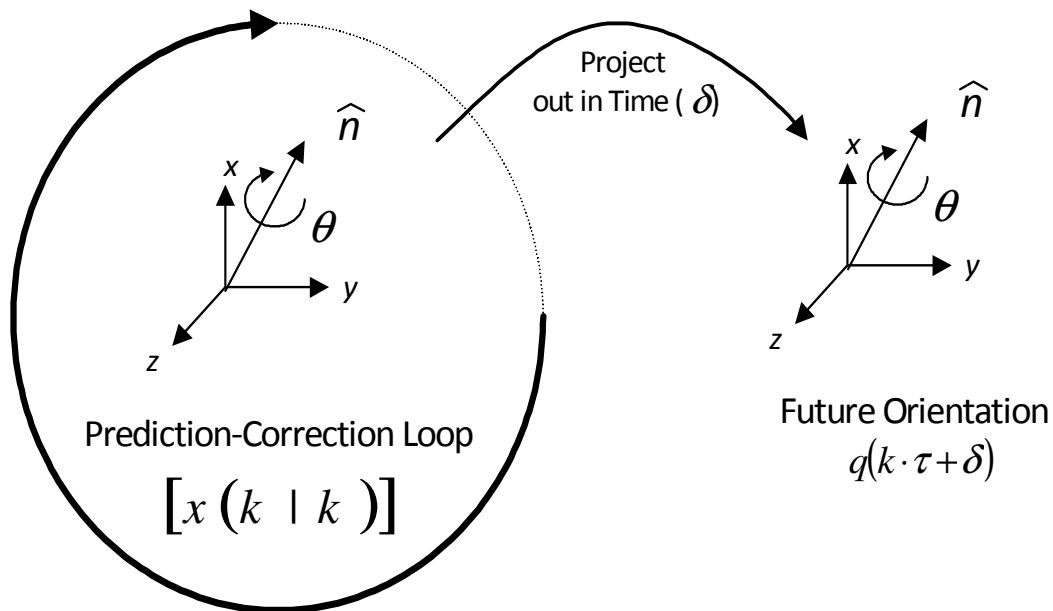 Project
out in Time ( δ)
n̂
x
θ
y
z
Prediction-Correction Loop
[x (k | k )]
n̂
x
θ
y
z
Future Orientation
q(k · τ + δ)